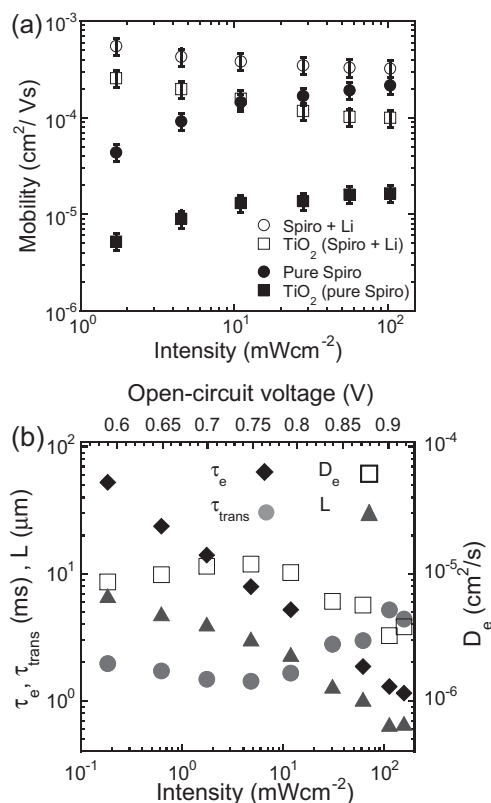 (a)
10⁻³
10⁻⁴
10⁻⁵
10⁻⁶
Mobility (cm²/ Vs)
Spiro + Li
TiO₂ (Spiro + Li)
Pure Spiro
TiO₂ (pure Spiro)
10⁰ 10¹ 10²
Intensity (mWcm⁻²)
Open-circuit voltage (V)
(b) 0.6 0.65 0.7 0.75 0.8 0.85 0.9
10² 10⁻⁴
τₑ Dₑ
τtrans L
10¹ 10⁻⁵
10⁰ 10⁻⁶
τₑ, τtrans (ms) , L (μm)
Dₑ (cm²/s)
10⁻¹ 10⁰ 10¹ 10²
Intensity (mWcm⁻²)